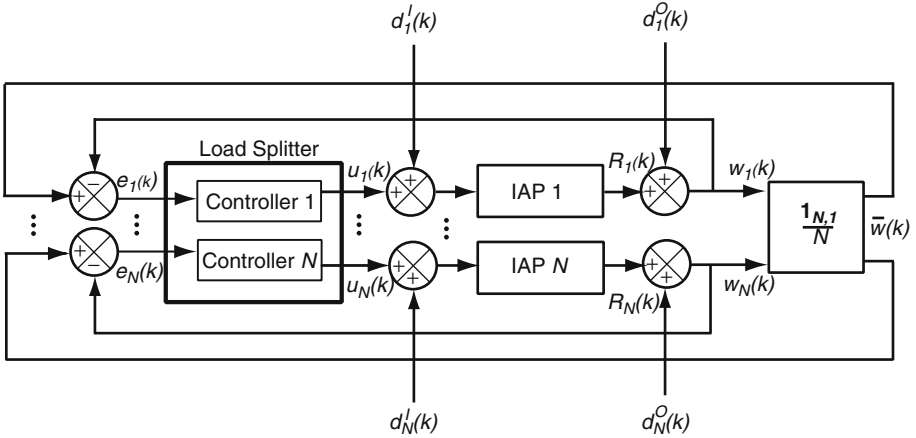 d_1^I(k)
d_1^O(k)
Load Splitter
e_1(k)
Controller 1
u_1(k)
+
+
IAP 1
R_1(k)
+
+
w_1(k)
+
−
1_{N,1}
N
w̄(k)
+
−
e_N(k)
Controller N
u_N(k)
+
+
IAP N
R_N(k)
+
+
w_N(k)
d_N^I(k)
d_N^O(k)